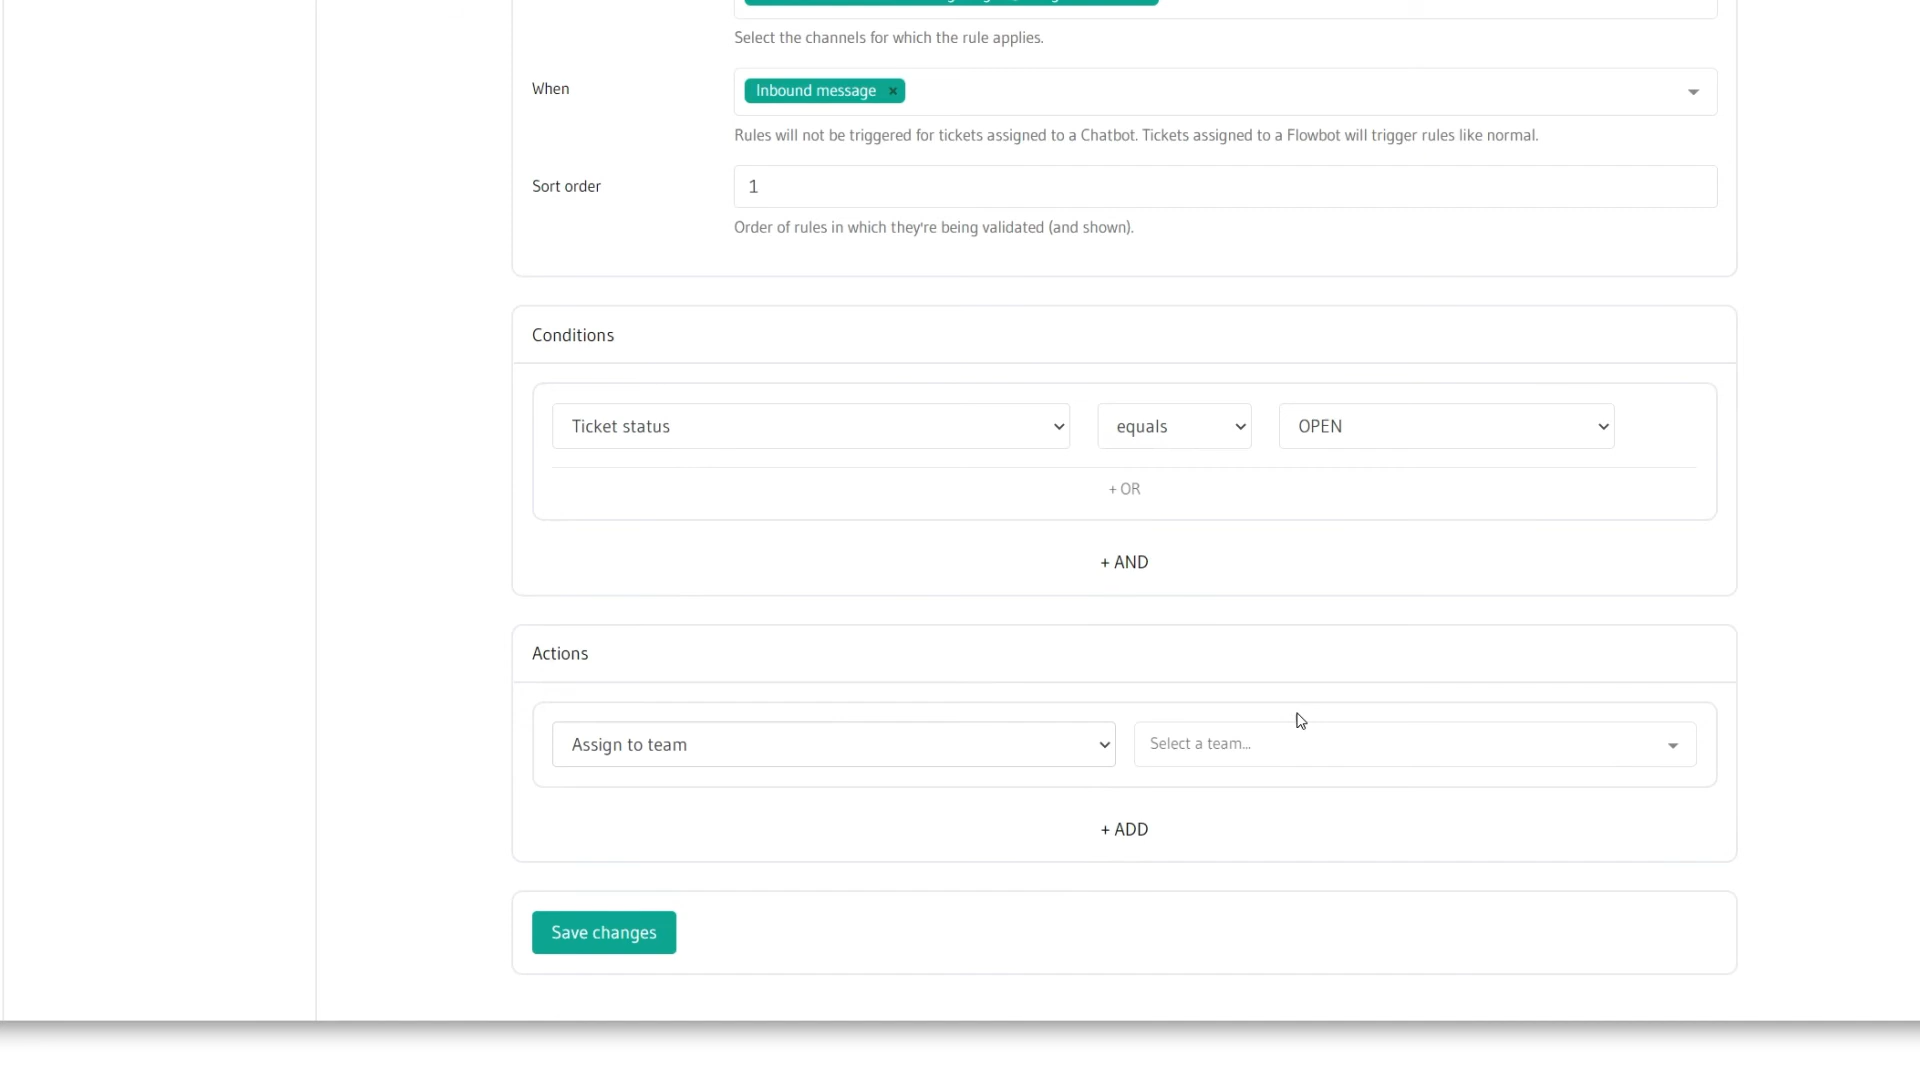 Select the channels for which the rule applies.
When
Inbound message ×
Rules will not be triggered for tickets assigned to a Chatbot. Tickets assigned to a Flowbot will trigger rules like normal.
Sort order
1
Order of rules in which they're being validated (and shown).
Conditions
Ticket status
equals
OPEN
+ OR
+ AND
Actions
Assign to team
Select a team...
+ ADD
Save changes